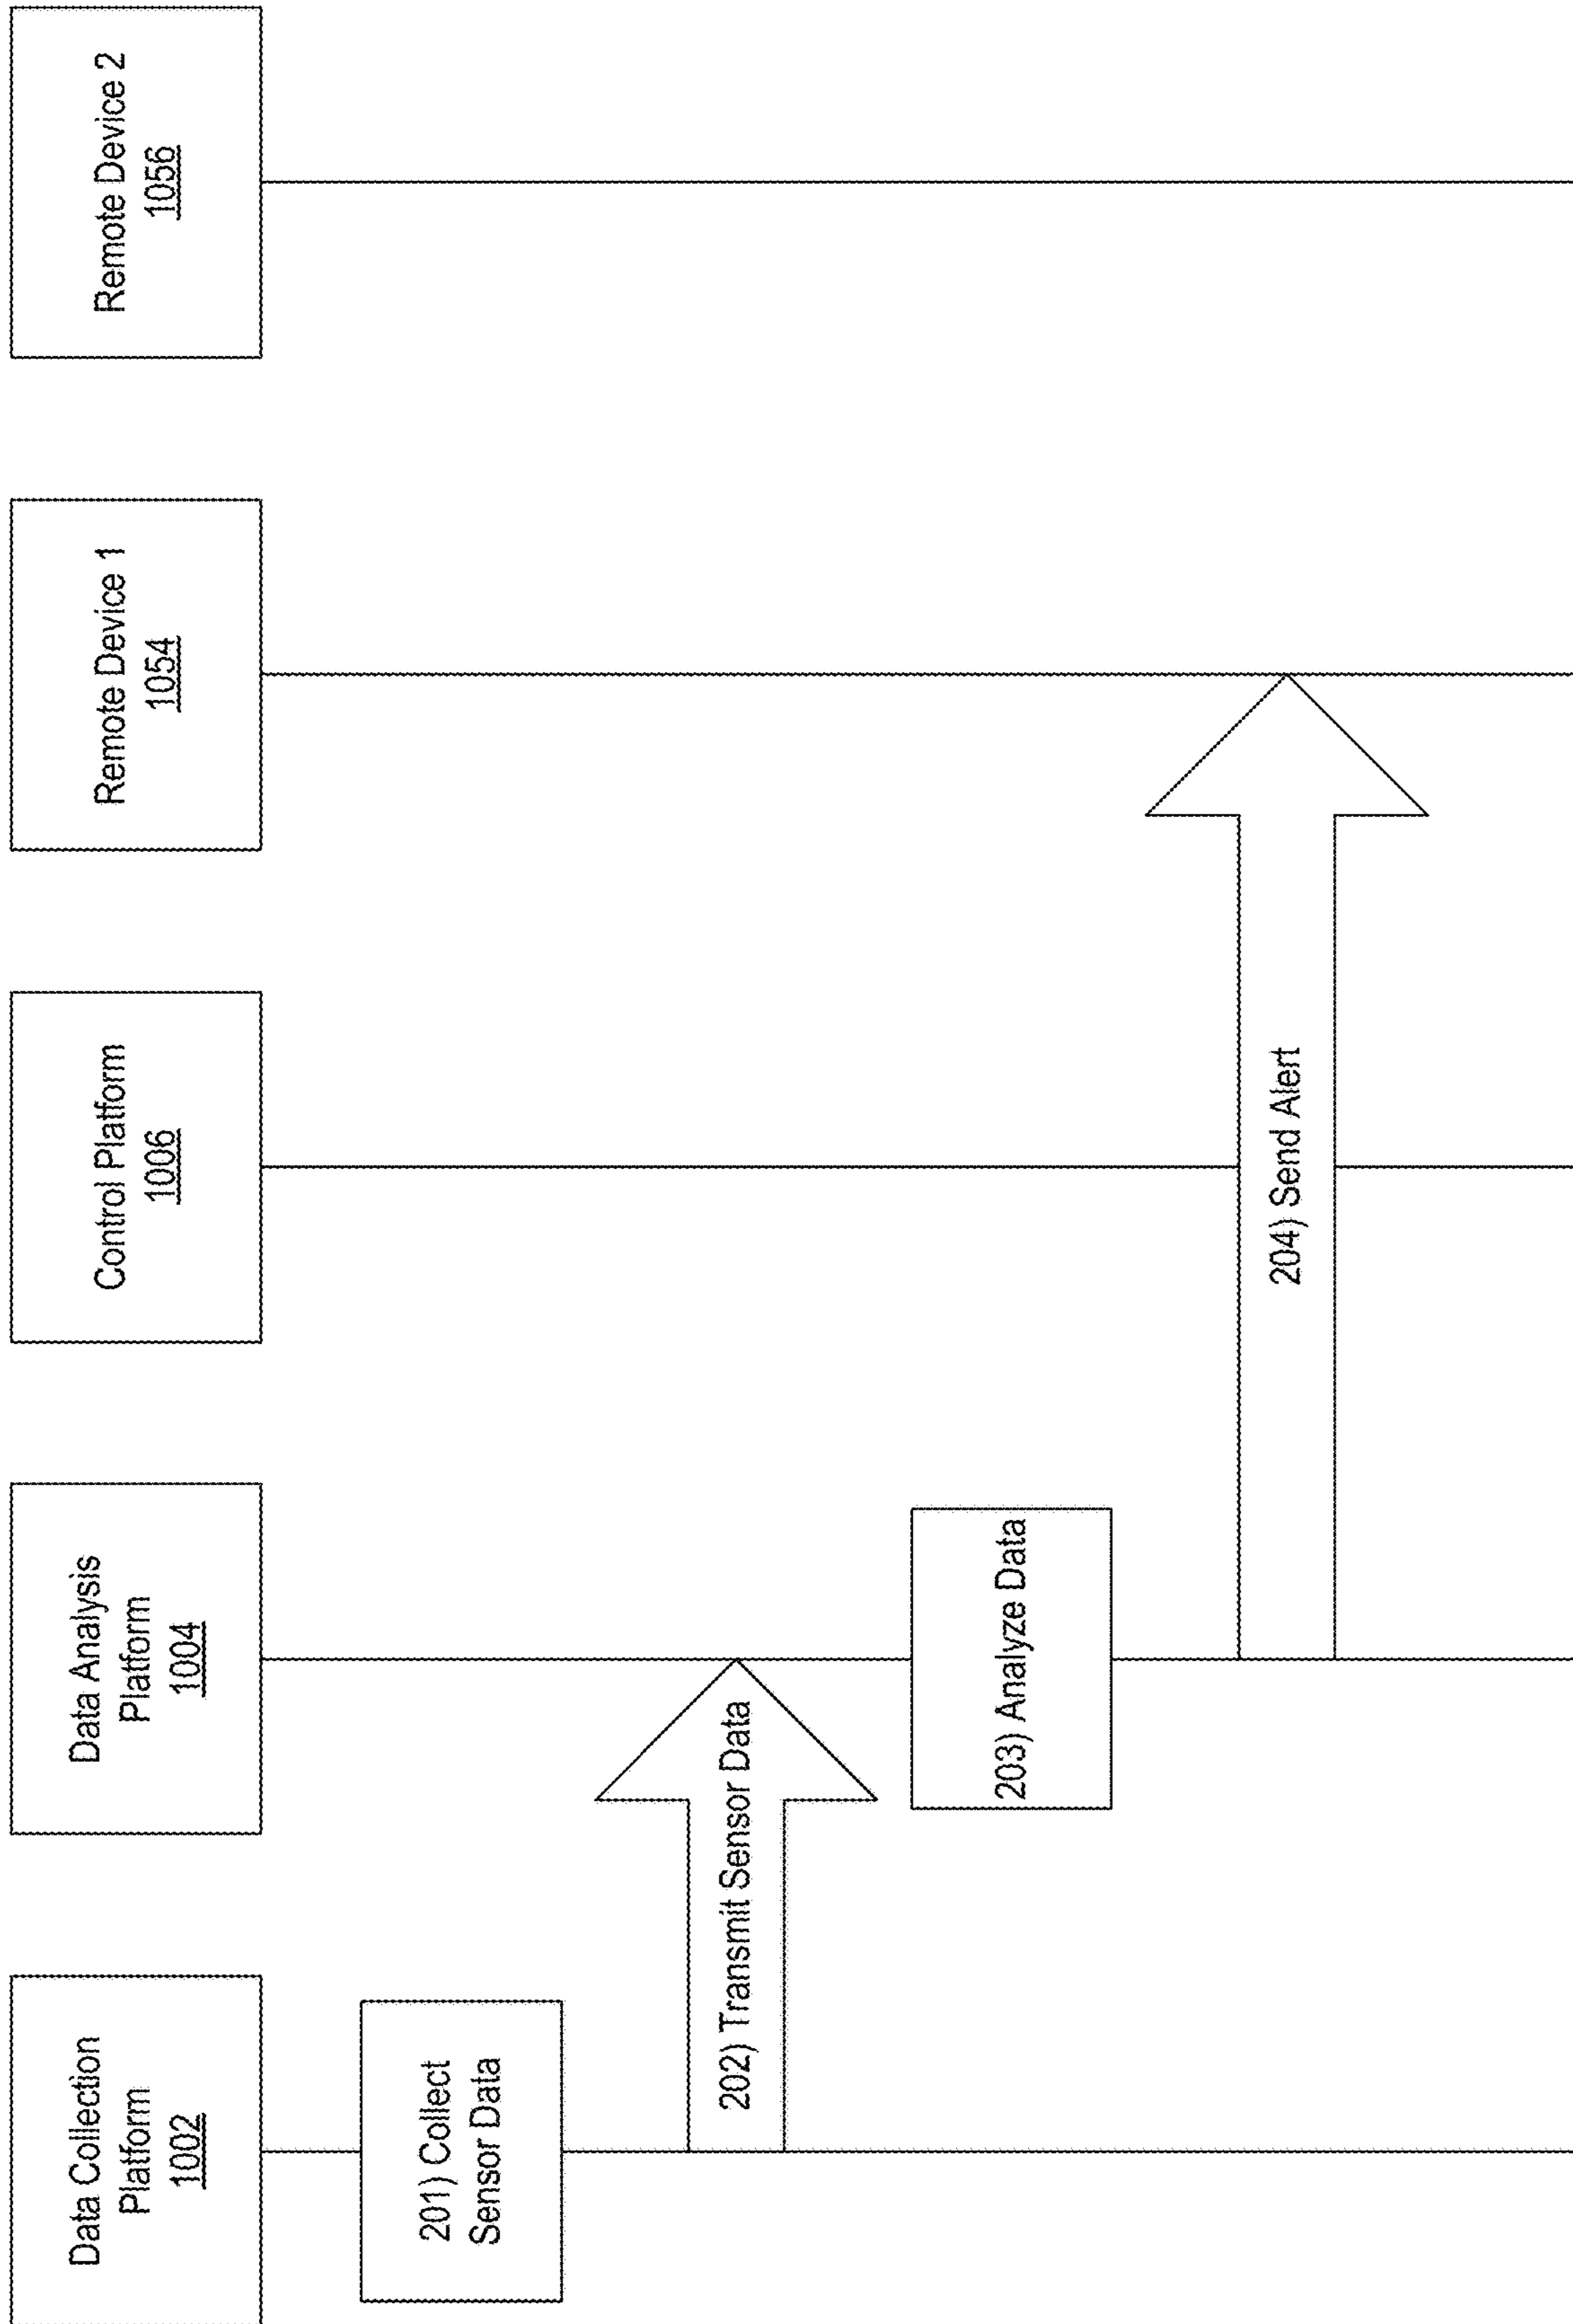 Data Collection
Platform
1002
Data Analysis
Platform
1004
Control Platform
1006
Remote Device 1
1054
Remote Device 2
1056
201) Collect
Sensor Data
202) Transmit Sensor Data
203) Analyze Data
204) Send Alert